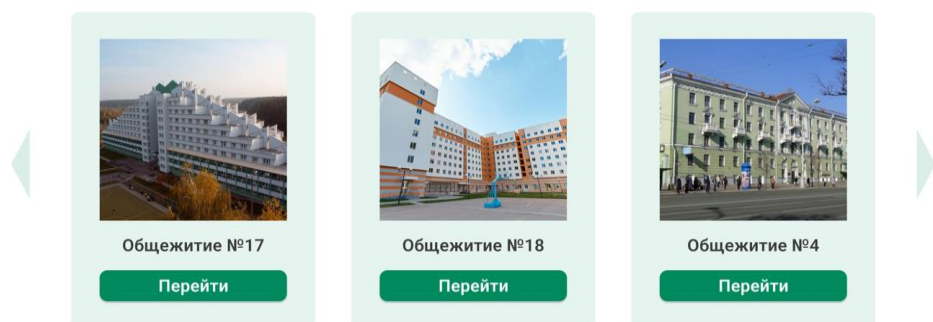 Общежитие №17
Перейти
Общежитие №18
Перейти
Общежитие №4
Перейти